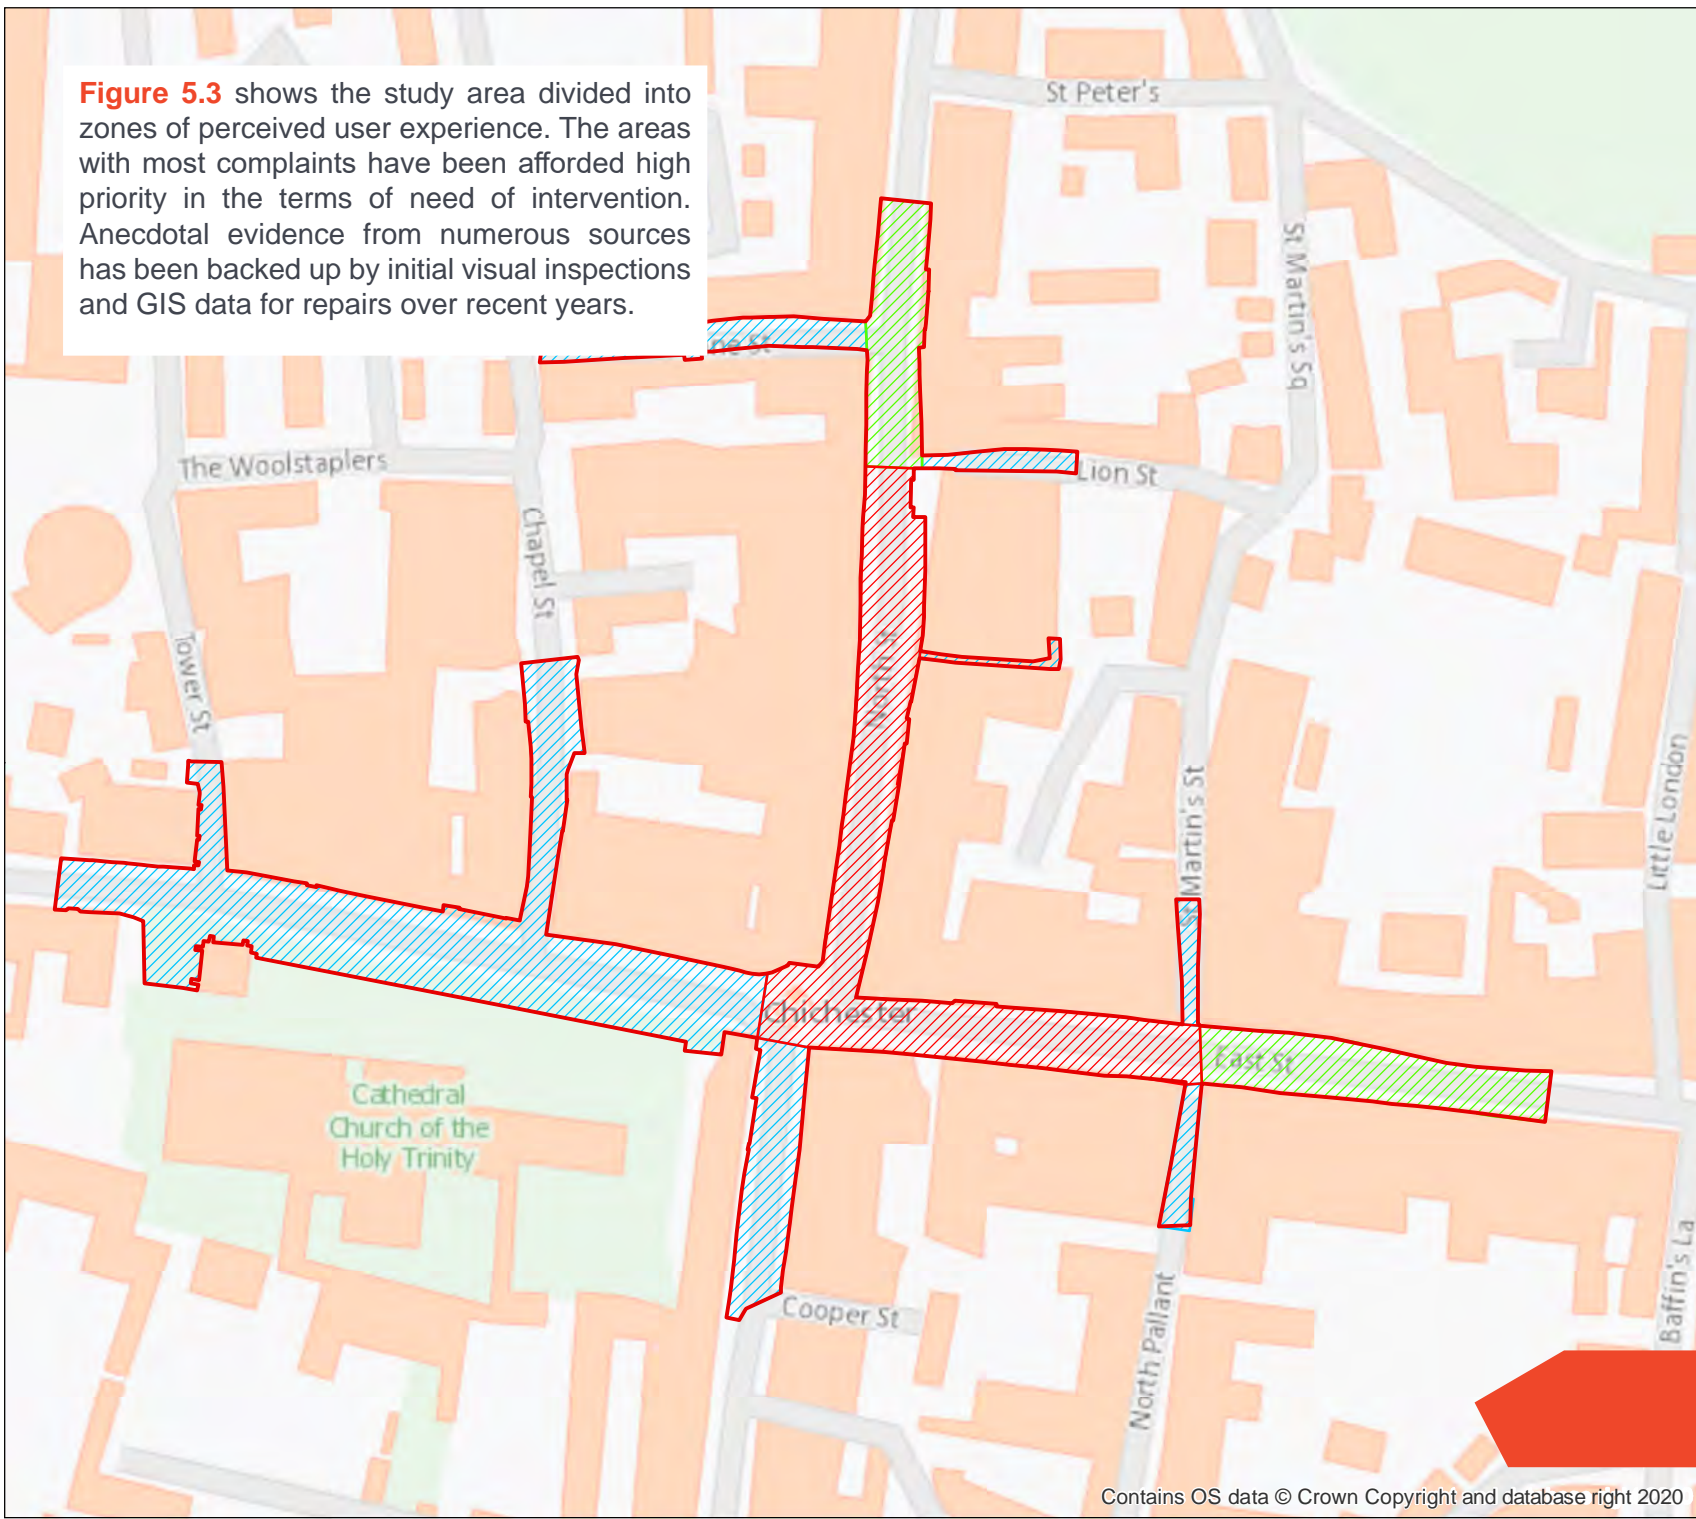 Figure 5.3 shows the study area divided into
zones of perceived user experience. The areas
with most complaints have been afforded high
priority in the terms of need of intervention.
Anecdotal evidence from numerous sources
has been backed up by initial visual inspections
and GIS data for repairs over recent years.
St Peter's
St Martin's Sq
ne St
The Woolstaplers
Lion St
Chapel St
Tower St
North St
St Martin's St
Little London
Chichester
East St
Cathedral
Church of the
Holy Trinity
Cooper St
North Pallant
Baffin's La
Contains OS data © Crown Copyright and database right 2020